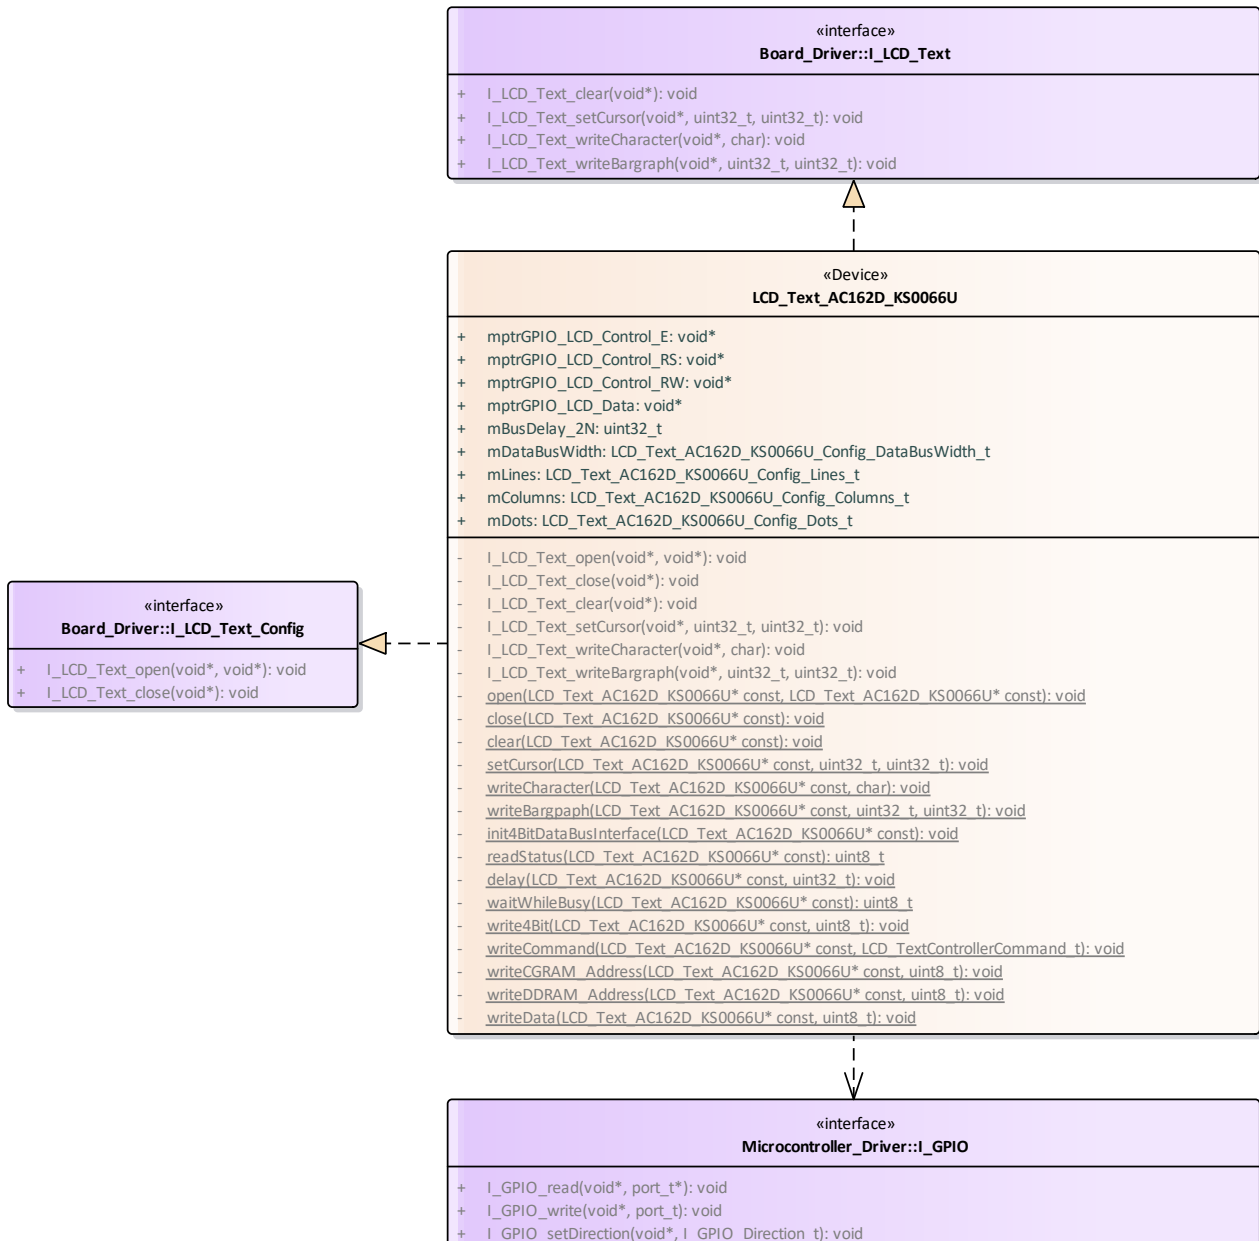 «interface»
Board_Driver::I_LCD_Text
+ I_LCD_Text_clear(void*): void
+ I_LCD_Text_setCursor(void*, uint32_t, uint32_t): void
+ I_LCD_Text_writeCharacter(void*, char): void
+ I_LCD_Text_writeBargraph(void*, uint32_t, uint32_t): void
«Device»
LCD_Text_AC162D_KS0066U
+ mptrGPIO_LCD_Control_E: void*
+ mptrGPIO_LCD_Control_RS: void*
+ mptrGPIO_LCD_Control_RW: void*
+ mptrGPIO_LCD_Data: void*
+ mBusDelay_2N: uint32_t
+ mDataBusWidth: LCD_Text_AC162D_KS0066U_Config_DataBusWidth_t
+ mLines: LCD_Text_AC162D_KS0066U_Config_Lines_t
+ mColumns: LCD_Text_AC162D_KS0066U_Config_Columns_t
+ mDots: LCD_Text_AC162D_KS0066U_Config_Dots_t
- I_LCD_Text_open(void*, void*): void
- I_LCD_Text_close(void*): void
- I_LCD_Text_clear(void*): void
- I_LCD_Text_setCursor(void*, uint32_t, uint32_t): void
- I_LCD_Text_writeCharacter(void*, char): void
- I_LCD_Text_writeBargraph(void*, uint32_t, uint32_t): void
- open(LCD_Text_AC162D_KS0066U* const, LCD_Text_AC162D_KS0066U* const): void
- close(LCD_Text_AC162D_KS0066U* const): void
- clear(LCD_Text_AC162D_KS0066U* const): void
- setCursor(LCD_Text_AC162D_KS0066U* const, uint32_t, uint32_t): void
- writeCharacter(LCD_Text_AC162D_KS0066U* const, char): void
- writeBargpaph(LCD_Text_AC162D_KS0066U* const, uint32_t, uint32_t): void
- init4BitDataBusInterface(LCD_Text_AC162D_KS0066U* const): void
- readStatus(LCD_Text_AC162D_KS0066U* const): uint8_t
- delay(LCD_Text_AC162D_KS0066U* const, uint32_t): void
- waitWhileBusy(LCD_Text_AC162D_KS0066U* const): uint8_t
- write4Bit(LCD_Text_AC162D_KS0066U* const, uint8_t): void
- writeCommand(LCD_Text_AC162D_KS0066U* const, LCD_TextControllerCommand_t): void
- writeCGRAM_Address(LCD_Text_AC162D_KS0066U* const, uint8_t): void
- writeDDRAM_Address(LCD_Text_AC162D_KS0066U* const, uint8_t): void
- writeData(LCD_Text_AC162D_KS0066U* const, uint8_t): void
«interface»
Board_Driver::I_LCD_Text_Config
+ I_LCD_Text_open(void*, void*): void
+ I_LCD_Text_close(void*): void
«interface»
Microcontroller_Driver::I_GPIO
+ I_GPIO_read(void*, port_t*): void
+ I_GPIO_write(void*, port_t): void
+ I_GPIO_setDirection(void*, I_GPIO_Direction_t): void